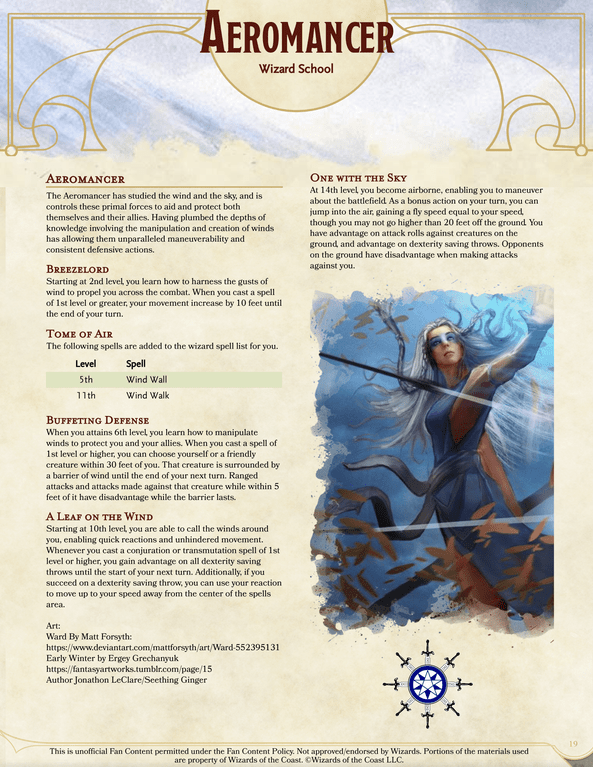 AEROMANCER
Wizard School
AEROMANCER
The Aeromancer has studied the wind and the sky, and is
controls these primal forces to aid and protect both
themselves and their allies. Having plumbed the depths of
knowledge involving the manipulation and creation of winds
has allowing them unparalleled maneuverability and
consistent defensive actions.
BREEZELORD
Starting at 2nd level, you learn how to harness the gusts of
wind to propel you across the combat. When you cast a spell
of 1st level or greater, your movement increase by 10 feet until
the end of your turn.
TOME OF AIR
The following spells are added to the wizard spell list for you.
Level Spell
5th Wind Wall
11th Wind Walk
BUFFETING DEFENSE
When you attains 6th level, you learn how to manipulate
winds to protect you and your allies. When you cast a spell of
1st level or higher, you can choose yourself or a friendly
creature within 30 feet of you. That creature is surrounded by
a barrier of wind until the end of your next turn. Ranged
attacks and attacks made against that creature while within 5
feet of it have disadvantage while the barrier lasts.
A LEAF ON THE WIND
Starting at 10th level, you are able to call the winds around
you, enabling quick reactions and unhindered movement.
Whenever you cast a conjuration or transmutation spell of 1st
level or higher, you gain advantage on all dexterity saving
throws until the start of your next turn. Additionally, if you
succeed on a dexterity saving throw, you can use your reaction
to move up to your speed away from the center of the spells
area.
Art:
Ward By Matt Forsyth:
https://www.deviantart.com/mattforsyth/art/Ward-552395131
Early Winter by Ergey Grechanyuk
https://fantasyartworks.tumblr.com/page/15
Author Jonathon LeClare/Seething Ginger
ONE WITH THE SKY
At 14th level, you become airborne, enabling you to maneuver
about the battlefield. As a bonus action on your turn, you can
jump into the air, gaining a fly speed equal to your speed,
though you may not go higher than 20 feet off the ground. You
have advantage on attack rolls against creatures on the
ground, and advantage on dexterity saving throws. Opponents
on the ground have disadvantage when making attacks
against you.
19
This is unofficial Fan Content permitted under the Fan Content Policy. Not approved/endorsed by Wizards. Portions of the materials used
are property of Wizards of the Coast. ©Wizards of the Coast LLC.